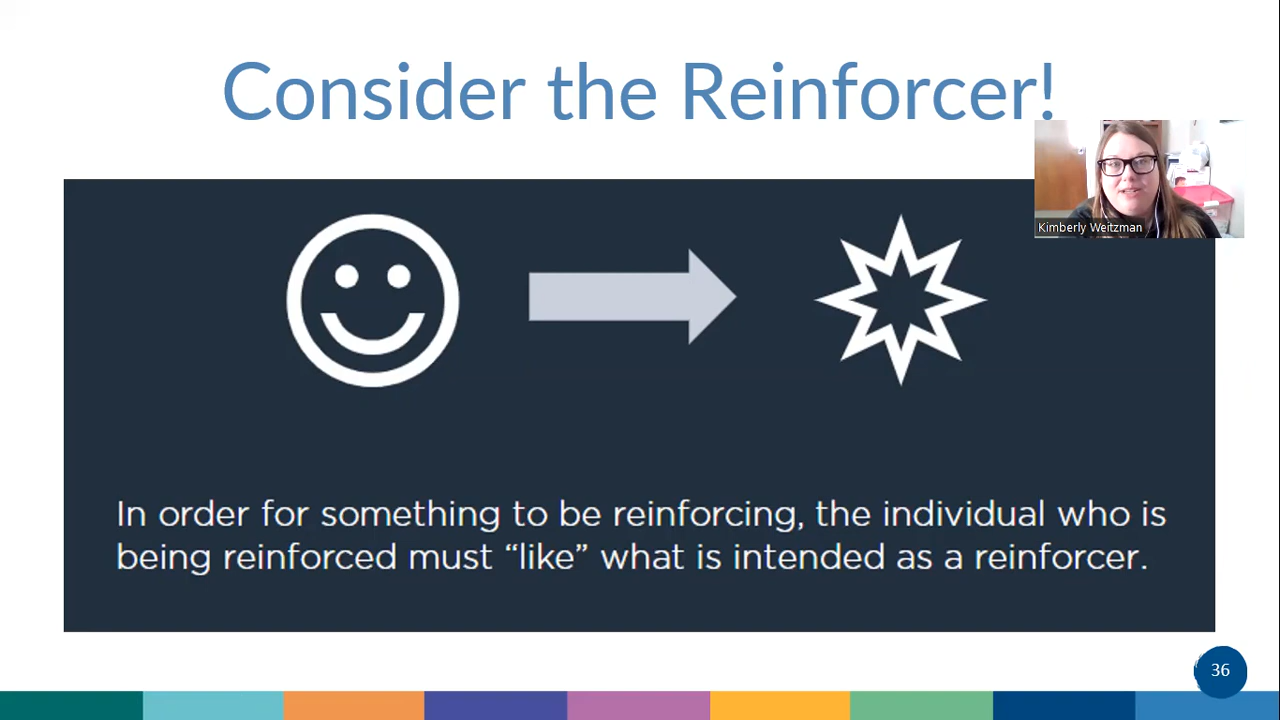 Consider the Reinforcer!
Kimberly Weitzman
In order for something to be reinforcing, the individual who is
being reinforced must “like” what is intended as a reinforcer.
36